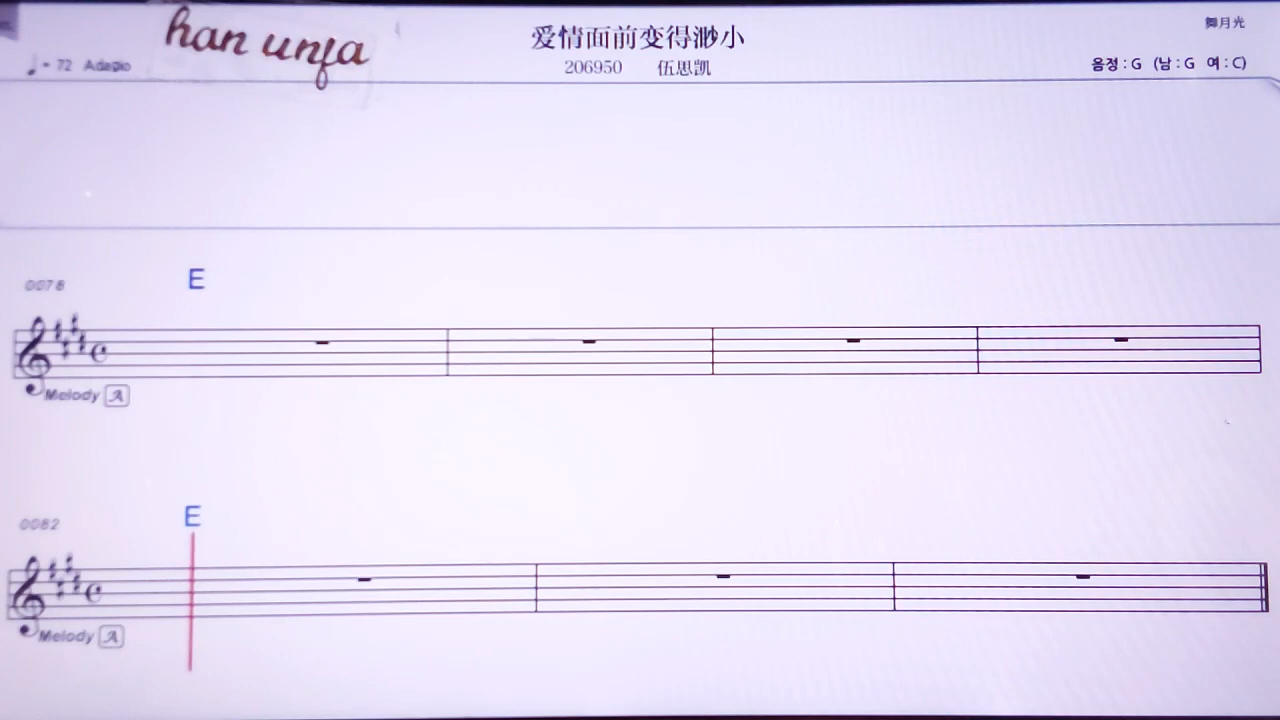 han unfa
爱情面前变得渺小
舞月光
♩= 72 Adagio
206950 伍思凯
음정 : G (남 : G 여 : C)
0078 E
Melody A
0082 E
Melody A